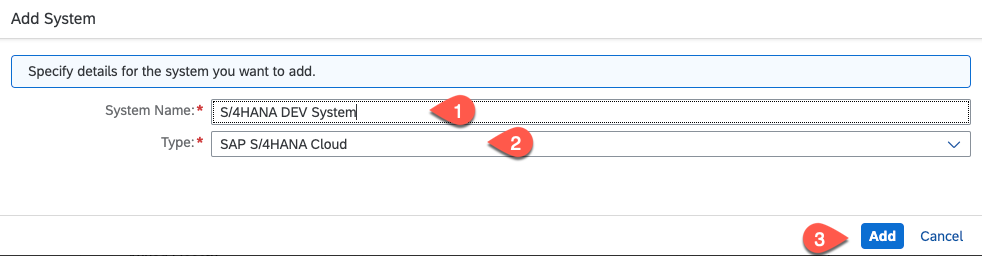 Add System
Specify details for the system you want to add.
System Name:* S/4HANA DEV System 1
Type:* SAP S/4HANA Cloud 2
3 Add Cancel